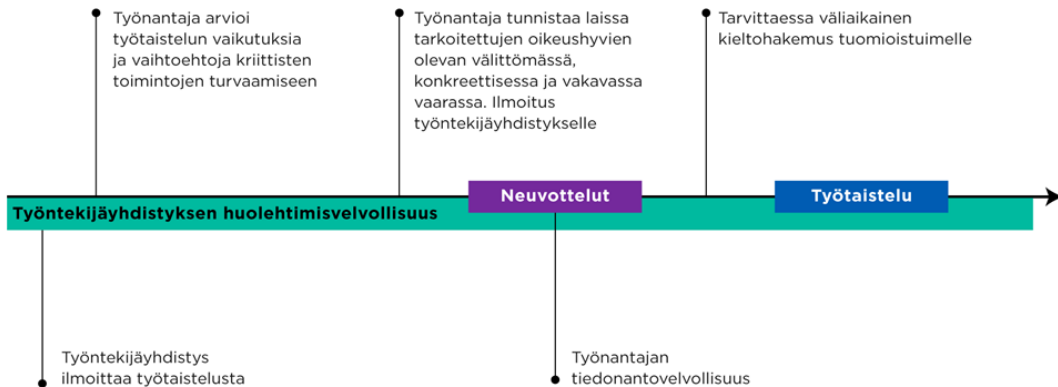 Työnantaja arvioi
työtaistelun vaikutuksia
ja vaihtoehtoja kriittisten
toimintojen turvaamiseen
Työnantaja tunnistaa laissa
tarkoitettujen oikeushyvien
olevan välittömässä,
konkreettisessa ja vakavassa
vaarassa. Ilmoitus
työntekijäyhdistykselle
Tarvittaessa väliaikainen
kieltohakemus tuomioistuimelle
Neuvottelut
Työtaistelu
Työntekijäyhdistyksen huolehtimisvelvollisuus
Työntekijäyhdistys
ilmoittaa työtaistelusta
Työnantajan
tiedonantovelvollisuus